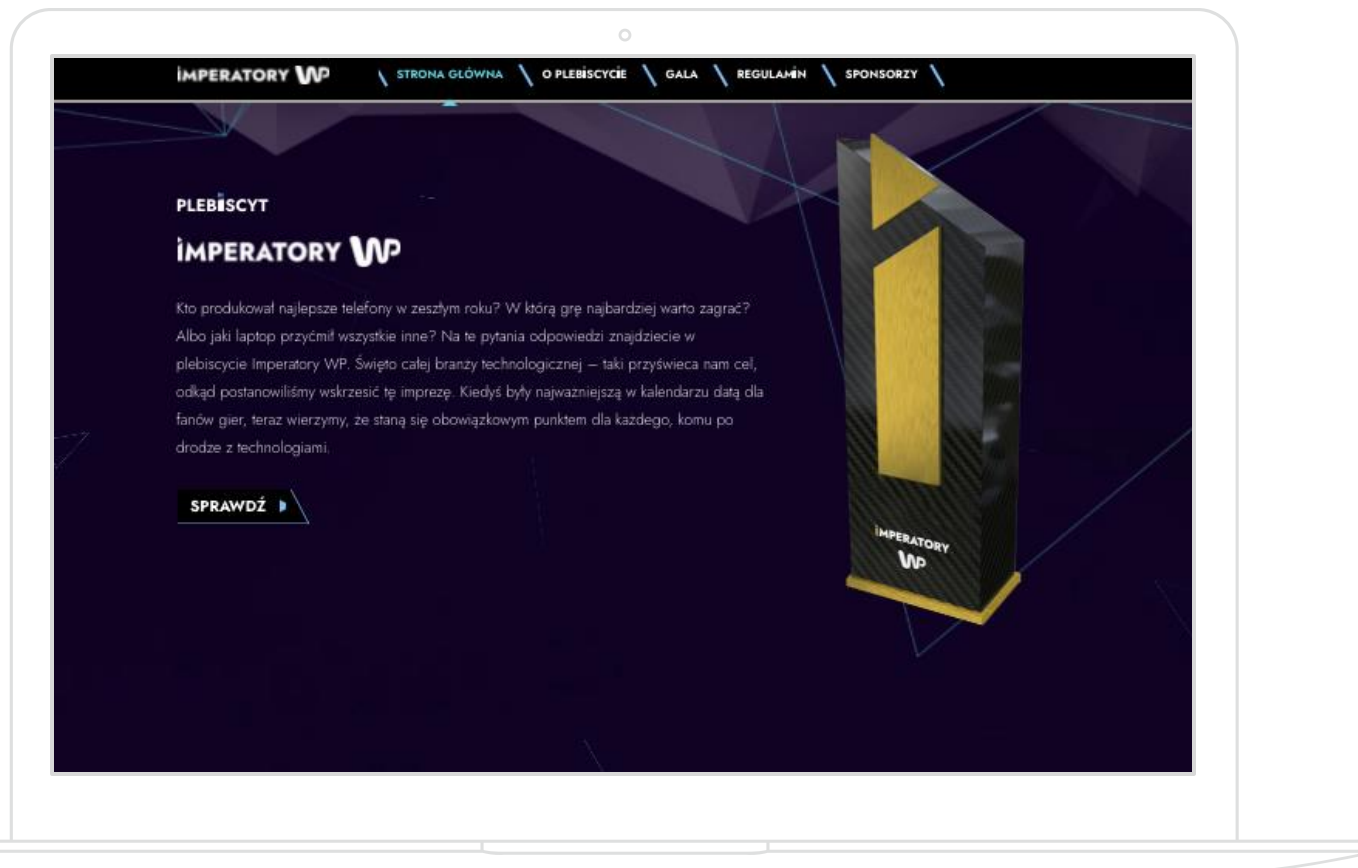 iMPERATORY WP
STRONA GŁÓWNA
O PLEBiSCYCiE
GALA
REGULAMiN
SPONSORZY
PLEBiSCYT
iMPERATORY WP
Kto produkował najlepsze telefony w zeszłym roku? W którą grę najbardziej warto zagrać?
Albo jaki laptop przyćmił wszystkie inne? Na te pytania odpowiedzi znajdziecie w
plebiscycie Imperatory WP. Święto całej branży technologicznej – taki przyświeca nam cel,
odkąd postanowiliśmy wskrzesić tę imprezę. Kiedyś były najważniejszą w kalendarzu datą dla
fanów gier, teraz wierzymy, że staną się obowiązkowym punktem dla każdego, komu po
drodze z technologiami.
SPRAWDŹ
iMPERATORY
WP